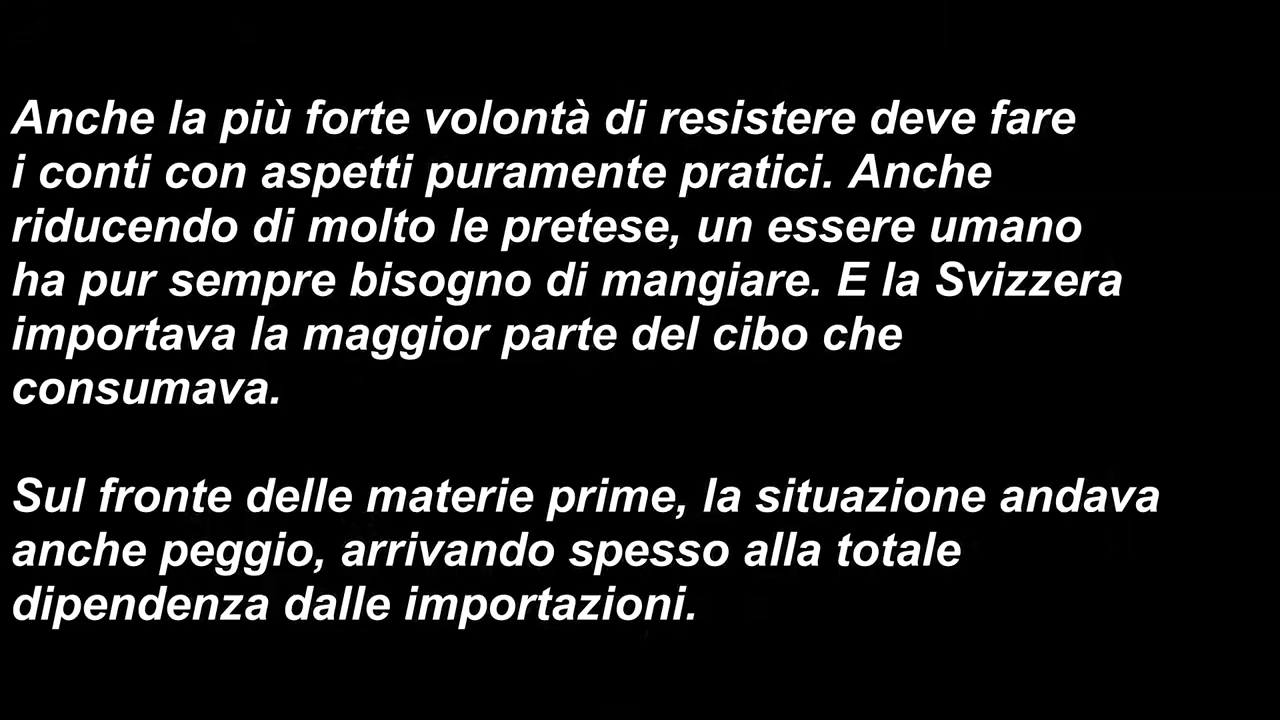 Anche la più forte volontà di resistere deve fare
i conti con aspetti puramente pratici. Anche
riducendo di molto le pretese, un essere umano
ha pur sempre bisogno di mangiare. E la Svizzera
importava la maggior parte del cibo che
consumava.
Sul fronte delle materie prime, la situazione andava
anche peggio, arrivando spesso alla totale
dipendenza dalle importazioni.